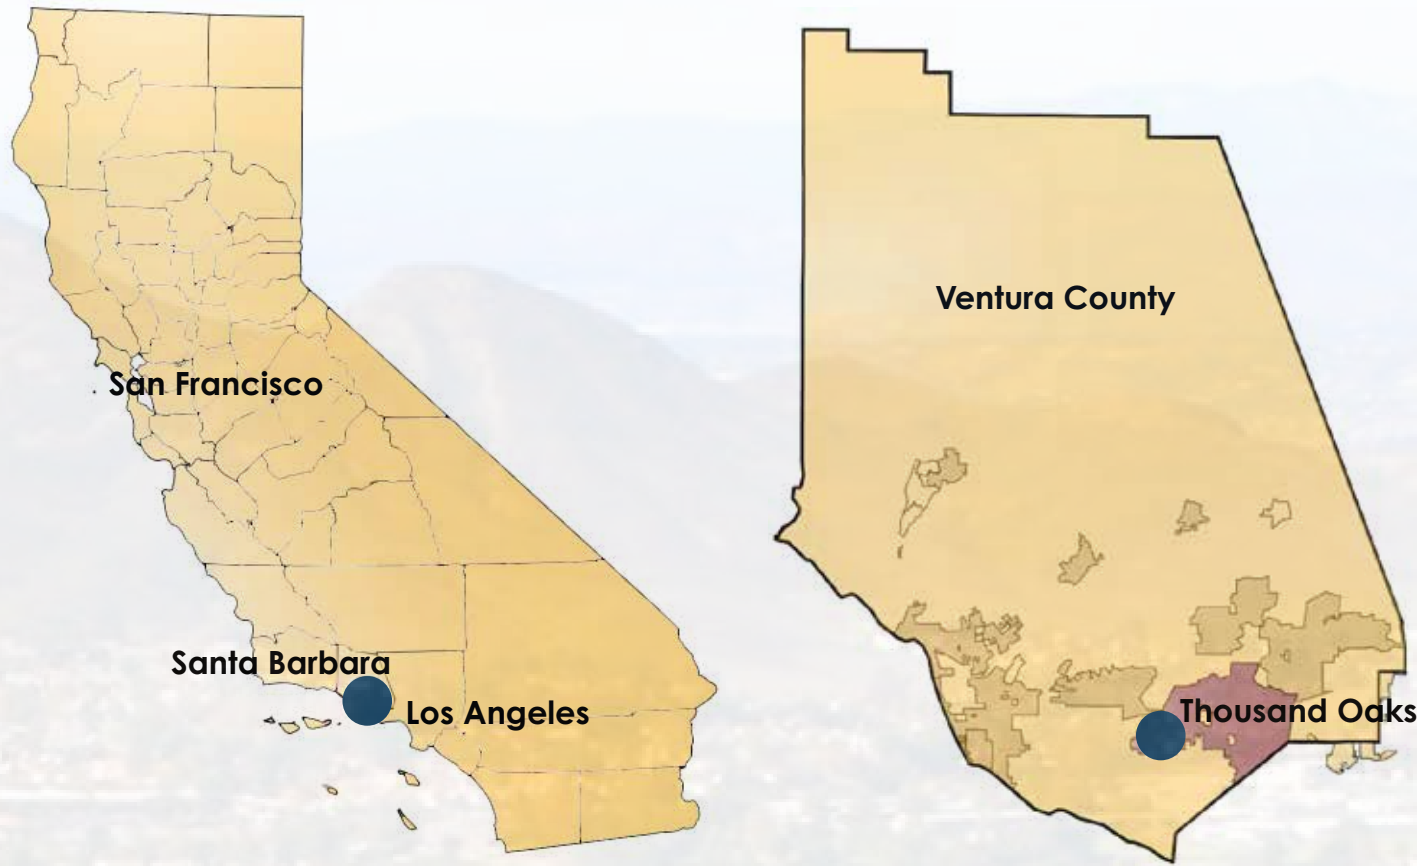 San Francisco
Santa Barbara
Los Angeles
Ventura County
Thousand Oaks